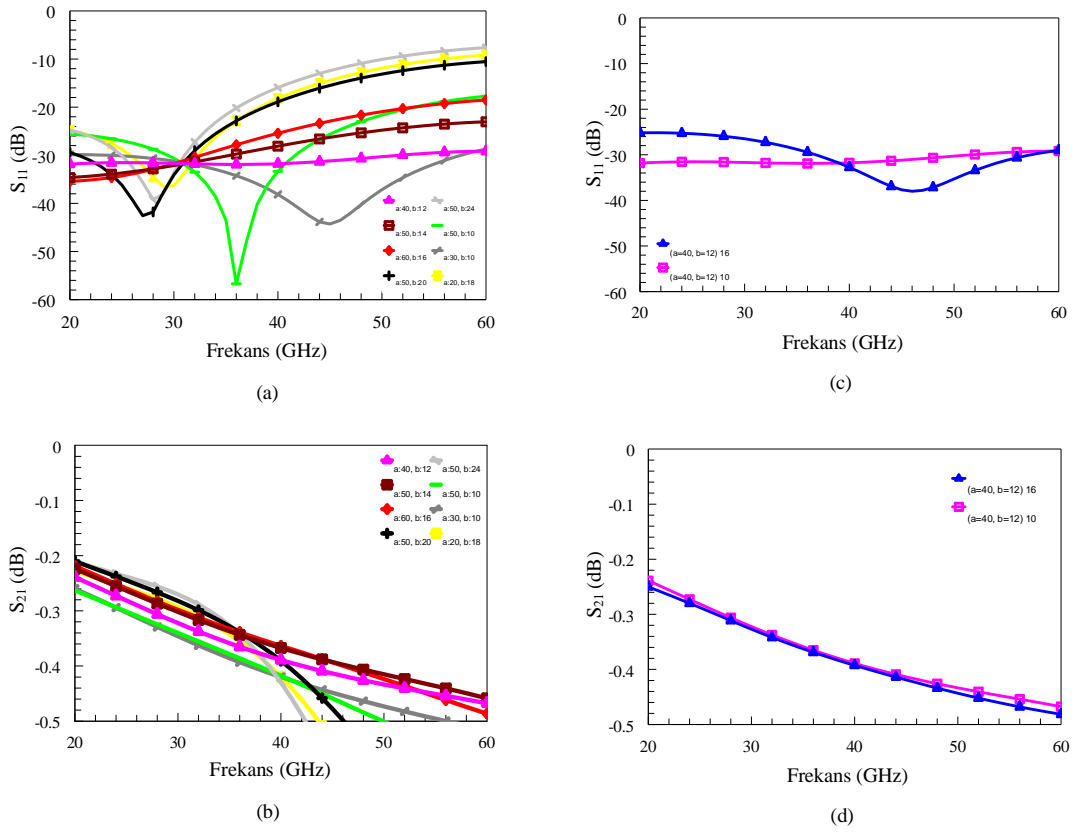 0
-10
-20
-30
-40
-50
-60
S11 (dB)
a:40, b:12 a:50, b:24
a:50, b:14 a:50, b:10
a:60, b:16 a:30, b:10
a:50, b:20 a:20, b:18
20 30 40 50 60
Frekans (GHz)
(a)
0
-10
-20
-30
-40
-50
-60
S11 (dB)
(a=40, b=12) 16
(a=40, b=12) 10
20 30 40 50 60
Frekans (GHz)
(c)
0
-0.1
-0.2
-0.3
-0.4
-0.5
S21 (dB)
a:40, b:12 a:50, b:24
a:50, b:14 a:50, b:10
a:60, b:16 a:30, b:10
a:50, b:20 a:20, b:18
20 30 40 50 60
Frekans (GHz)
(b)
0
-0.1
-0.2
-0.3
-0.4
-0.5
S21 (dB)
(a=40, b=12) 16
(a=40, b=12) 10
20 30 40 50 60
Frekans (GHz)
(d)